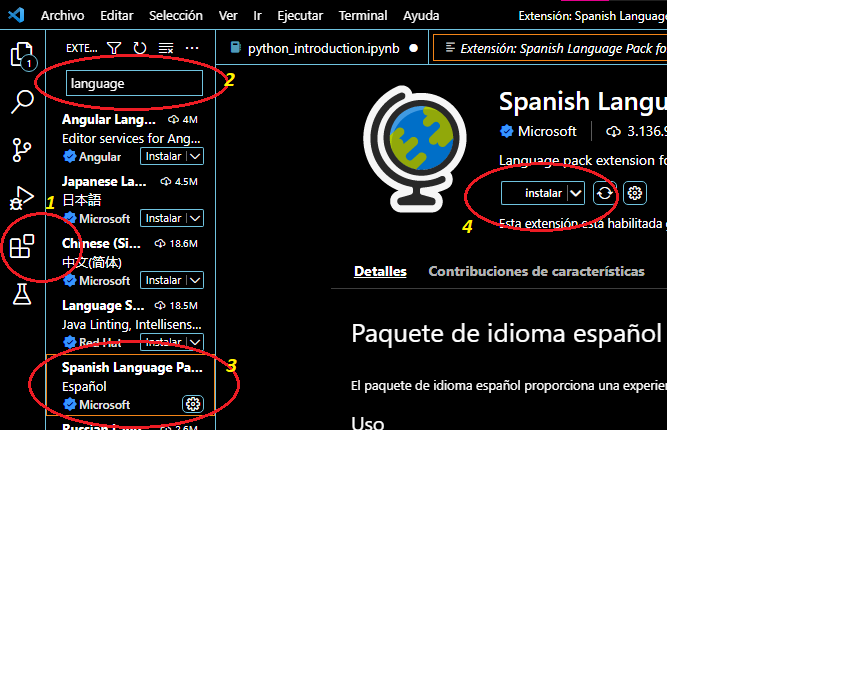 Archivo Editar Selección Ver Ir Ejecutar Terminal Ayuda Extensión: Spanish Language
EXTE... python_introduction.ipynb Extensión: Spanish Language Pack fo
1
language 2
Angular Lang... 4M
Editor services for Ang...
Angular Instalar
Japanese La... 4.5M
1 日本語
Microsoft Instalar
Chinese (Si... 18.6M
中文(简体)
Microsoft Instalar
Language S... 18.5M
Java Linting, Intellisens...
Red Hat Instalar
Spanish Language Pa... 3
Español
Microsoft
Spanish Langu
Microsoft 3.136.9
Language pack extension fo
instalar
4
Esta extensión está habilitada
Detalles Contribuciones de características
Paquete de idioma español
El paquete de idioma español proporciona una experien
Uso